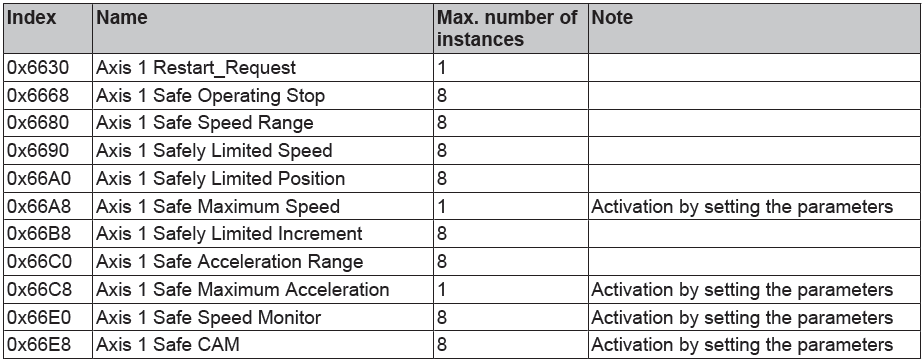 Index Name Max. number of Note
instances
0x6630 Axis 1 Restart_Request 1
0x6668 Axis 1 Safe Operating Stop 8
0x6680 Axis 1 Safe Speed Range 8
0x6690 Axis 1 Safely Limited Speed 8
0x66A0 Axis 1 Safely Limited Position 8
0x66A8 Axis 1 Safe Maximum Speed 1 Activation by setting the parameters
0x66B8 Axis 1 Safely Limited Increment 8
0x66C0 Axis 1 Safe Acceleration Range 8
0x66C8 Axis 1 Safe Maximum Acceleration 1 Activation by setting the parameters
0x66E0 Axis 1 Safe Speed Monitor 8 Activation by setting the parameters
0x66E8 Axis 1 Safe CAM 8 Activation by setting the parameters